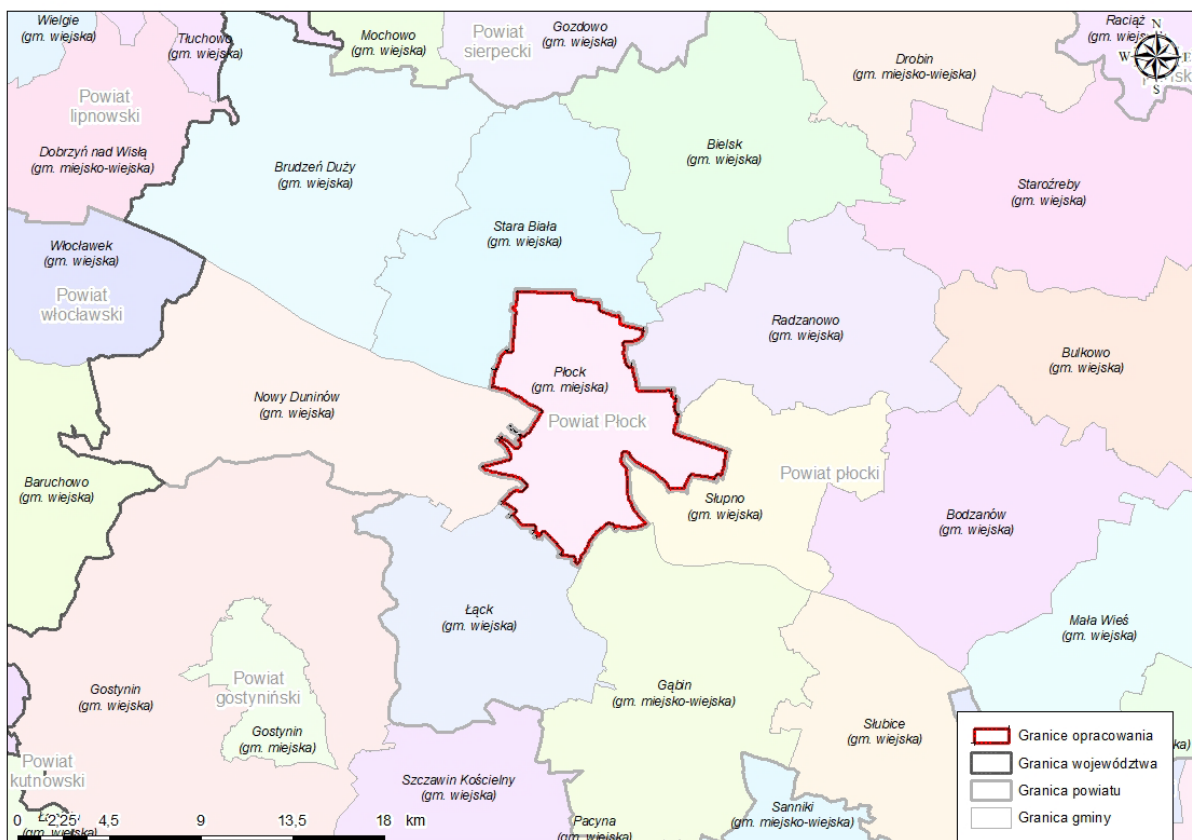 Wielgie
(gm. wiejska)
Tłuchowo
(gm. wiejska)
Mochowo
(gm. wiejska)
Powiat
sierpecki
Gozdowo
(gm. wiejska)
Drobin
(gm. miejsko-wiejska)
Raciąż
N
W
E
S
Powiat
lipnowski
Dobrzyń nad Wisłą
(gm. miejsko-wiejska)
Brudzeń Duży
(gm. wiejska)
Bielsk
(gm. wiejska)
Staroźreby
(gm. wiejska)
Stara Biała
(gm. wiejska)
Włocławek
(gm. wiejska)
Powiat
włocławski
Radzanowo
(gm. wiejska)
Bulkowo
(gm. wiejska)
Płock
(gm. miejska)
Powiat Płock
Nowy Duninów
(gm. wiejska)
Baruchowo
(gm. wiejska)
Powiat płocki
Słupno
(gm. wiejska)
Bodzanów
(gm. wiejska)
Łąck
(gm. wiejska)
Mała Wieś
(gm. wiejska)
Gostynin
(gm. wiejska)
Powiat
gostyniński
Gostynin
(gm. miejska)
Gąbin
(gm. miejsko-wiejska)
Słubice
(gm. wiejska)
Powiat
kutnowski
Szczawin Kościelny
(gm. wiejska)
Pacyna
(gm. wiejska)
Sanniki
(gm. miejsko-wiejska)
Granice opracowania
Granica województwa
Granica powiatu
Granica gminy
0 2,25 4,5 9 13,5 18 km